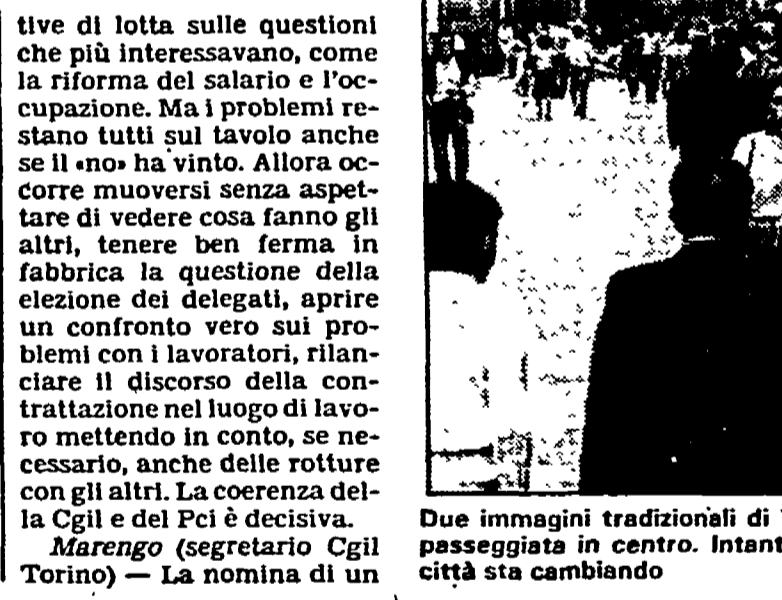 tive di lotta sulle questioni
che più interessavano, come
la riforma del salario e l'oc-
cupazione. Ma i problemi re-
stano tutti sul tavolo anche
se il «no» ha vinto. Allora oc-
corre muoversi senza aspet-
tare di vedere cosa fanno gli
altri, tenere ben ferma in
fabbrica la questione della
elezione dei delegati, aprire
un confronto vero sui pro-
blemi con i lavoratori, rilan-
ciare il discorso della con-
trattazione nel luogo di lavo-
ro mettendo in conto, se ne-
cessario, anche delle rotture
con gli altri. La coerenza del-
la Cgil e del Pci è decisiva.
Marengo (segretario Cgil
Torino) — La nomina di un
Due immagini tradizionali di
passeggiata in centro. Intant
città sta cambiando